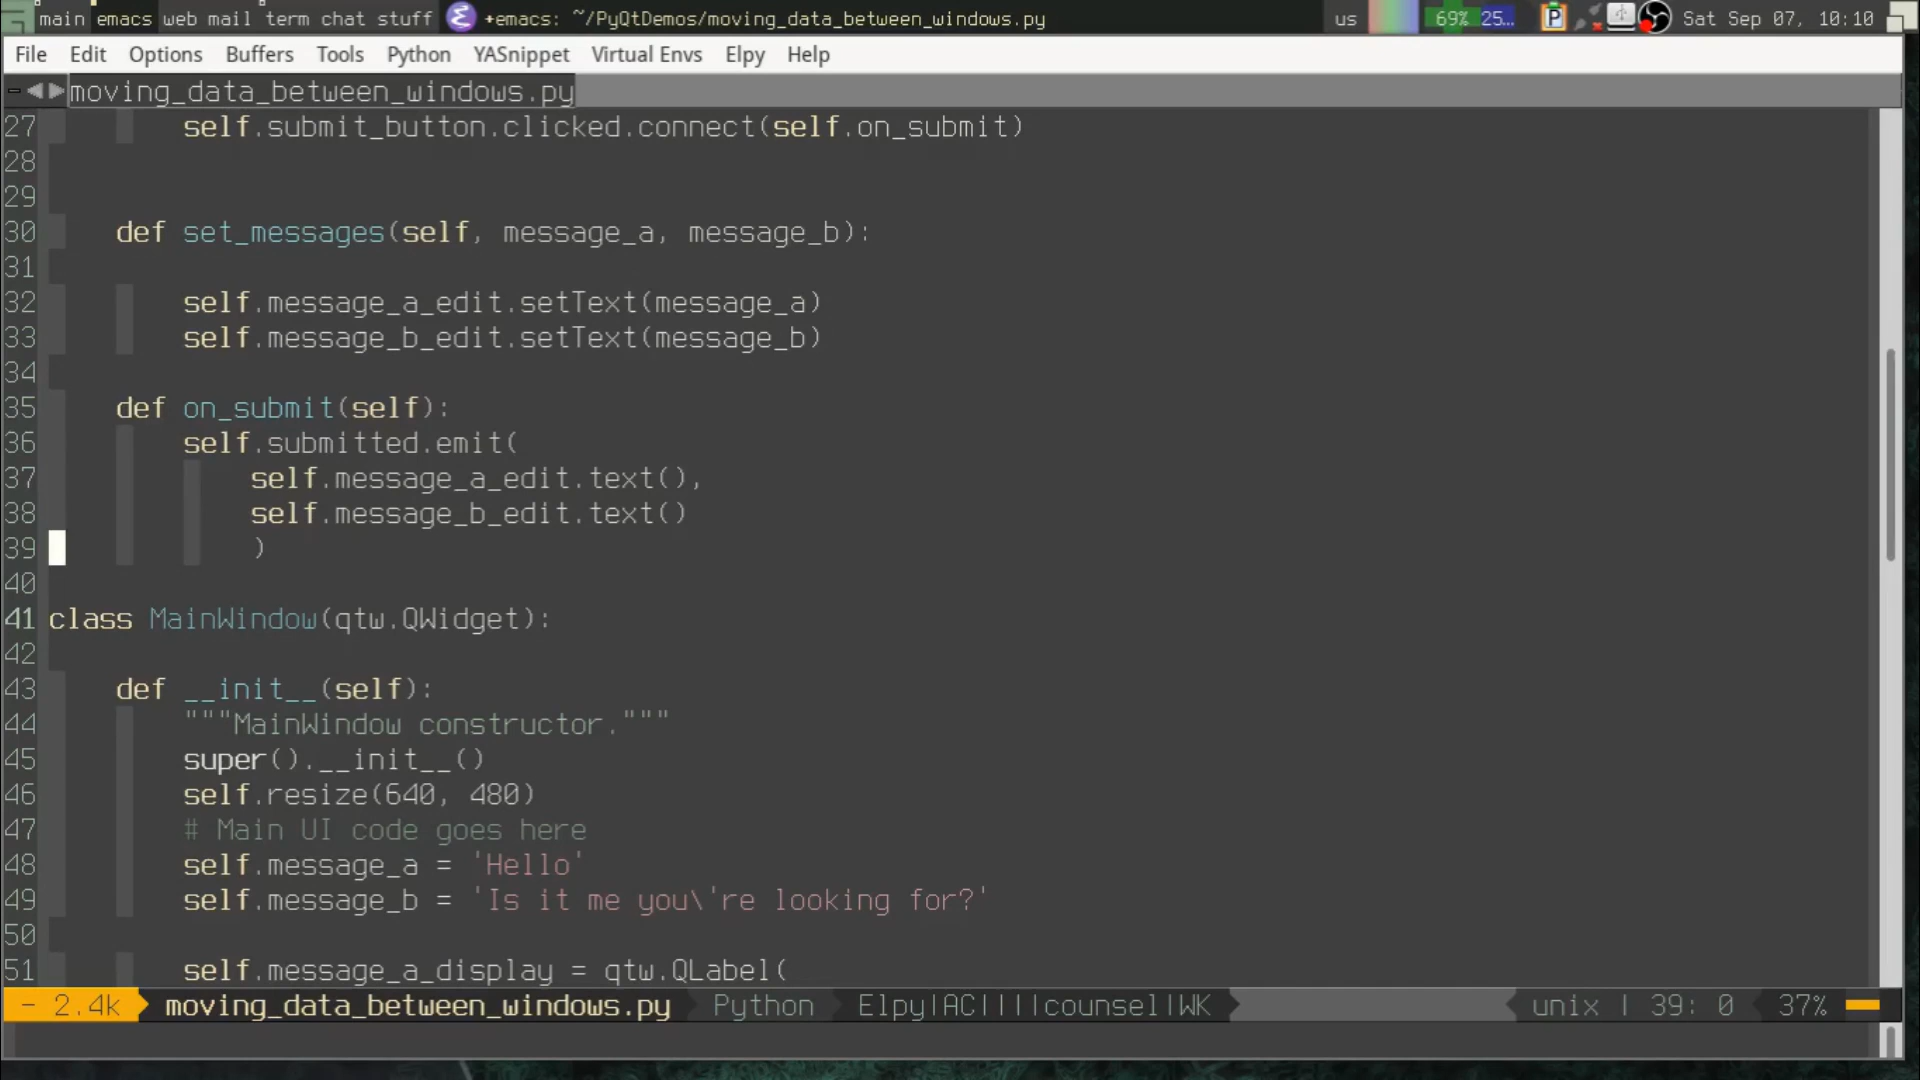 main emacs web mail term chat stuff +emacs: ~/PyQtDemos/moving_data_between_windows.py us 69% 25... P Sat Sep 07, 10:10
File Edit Options Buffers Tools Python YASnippet Virtual Envs Elpy Help
moving_data_between_windows.py
27 self.submit_button.clicked.connect(self.on_submit)
28
29
30 def set_messages(self, message_a, message_b):
31
32 self.message_a_edit.setText(message_a)
33 self.message_b_edit.setText(message_b)
34
35 def on_submit(self):
36 self.submitted.emit(
37 self.message_a_edit.text(),
38 self.message_b_edit.text()
39 )
40
41 class MainWindow(qtw.QWidget):
42
43 def __init__(self):
44 """MainWindow constructor."""
45 super().__init__()
46 self.resize(640, 480)
47 # Main UI code goes here
48 self.message_a = 'Hello'
49 self.message_b = 'Is it me you\'re looking for?'
50
51 self.message_a_display = qtw.QLabel(
- 2.4k moving_data_between_windows.py Python Elpy|AC||||counsel|WK unix | 39: 0 37%